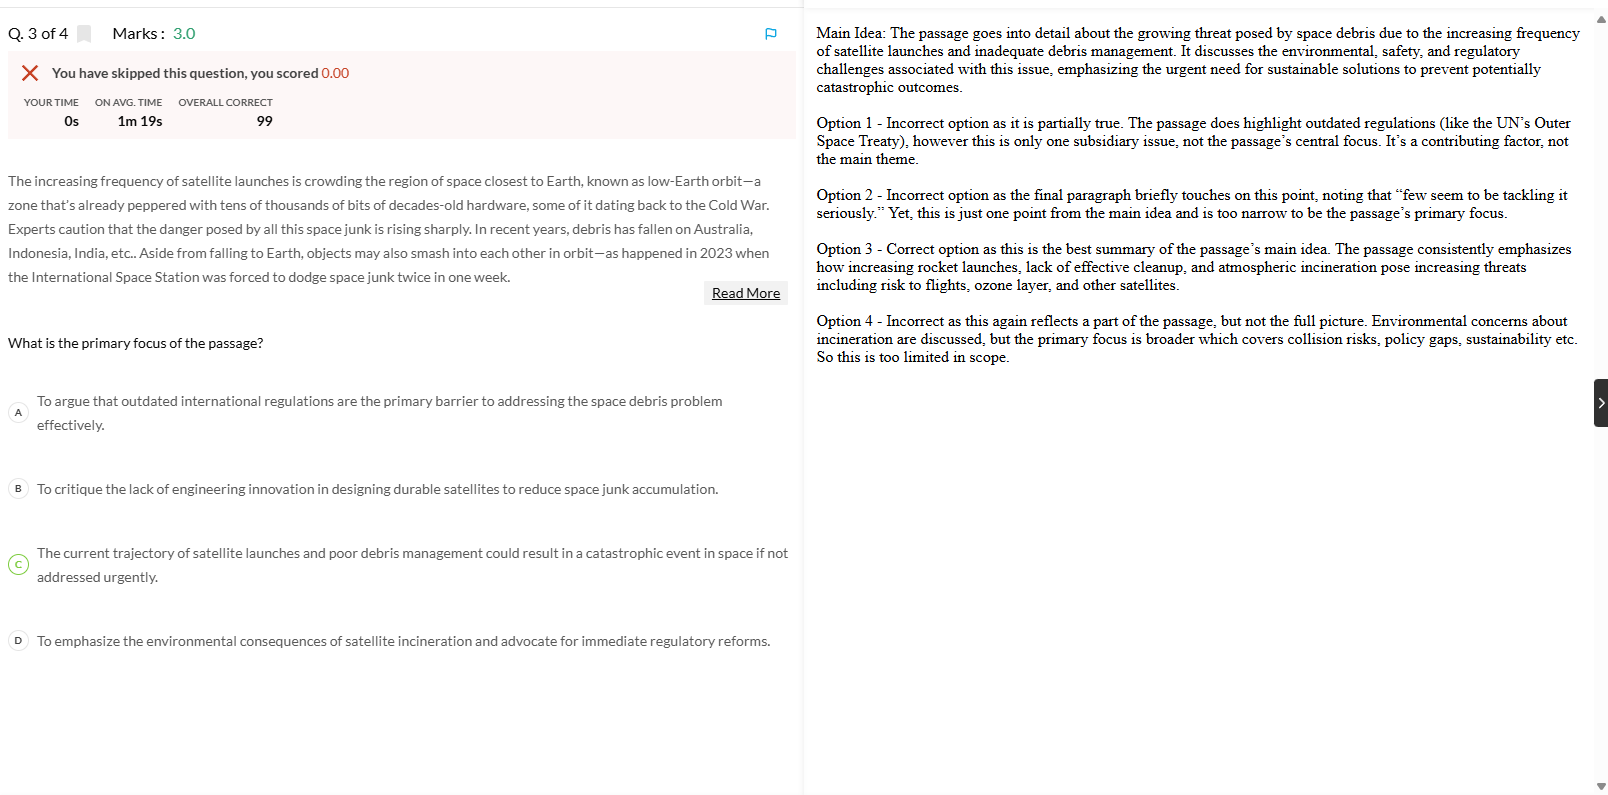 Q. 3 of 4 Marks : 3.0
You have skipped this question, you scored 0.00
YOUR TIME ON AVG. TIME OVERALL CORRECT
0s 1m 19s 99
The increasing frequency of satellite launches is crowding the region of space closest to Earth, known as low-Earth orbit—a
zone that's already peppered with tens of thousands of bits of decades-old hardware, some of it dating back to the Cold War.
Experts caution that the danger posed by all this space junk is rising sharply. In recent years, debris has fallen on Australia,
Indonesia, India, etc.. Aside from falling to Earth, objects may also smash into each other in orbit—as happened in 2023 when
the International Space Station was forced to dodge space junk twice in one week.
Read More
What is the primary focus of the passage?
A To argue that outdated international regulations are the primary barrier to addressing the space debris problem
effectively.
B To critique the lack of engineering innovation in designing durable satellites to reduce space junk accumulation.
C The current trajectory of satellite launches and poor debris management could result in a catastrophic event in space if not
addressed urgently.
D To emphasize the environmental consequences of satellite incineration and advocate for immediate regulatory reforms.
Main Idea: The passage goes into detail about the growing threat posed by space debris due to the increasing frequency
of satellite launches and inadequate debris management. It discusses the environmental, safety, and regulatory
challenges associated with this issue, emphasizing the urgent need for sustainable solutions to prevent potentially
catastrophic outcomes.
Option 1 - Incorrect option as it is partially true. The passage does highlight outdated regulations (like the UN’s Outer
Space Treaty), however this is only one subsidiary issue, not the passage’s central focus. It’s a contributing factor, not
the main theme.
Option 2 - Incorrect option as the final paragraph briefly touches on this point, noting that “few seem to be tackling it
seriously.” Yet, this is just one point from the main idea and is too narrow to be the passage’s primary focus.
Option 3 - Correct option as this is the best summary of the passage’s main idea. The passage consistently emphasizes
how increasing rocket launches, lack of effective cleanup, and atmospheric incineration pose increasing threats
including risk to flights, ozone layer, and other satellites.
Option 4 - Incorrect as this again reflects a part of the passage, but not the full picture. Environmental concerns about
incineration are discussed, but the primary focus is broader which covers collision risks, policy gaps, sustainability etc.
So this is too limited in scope.